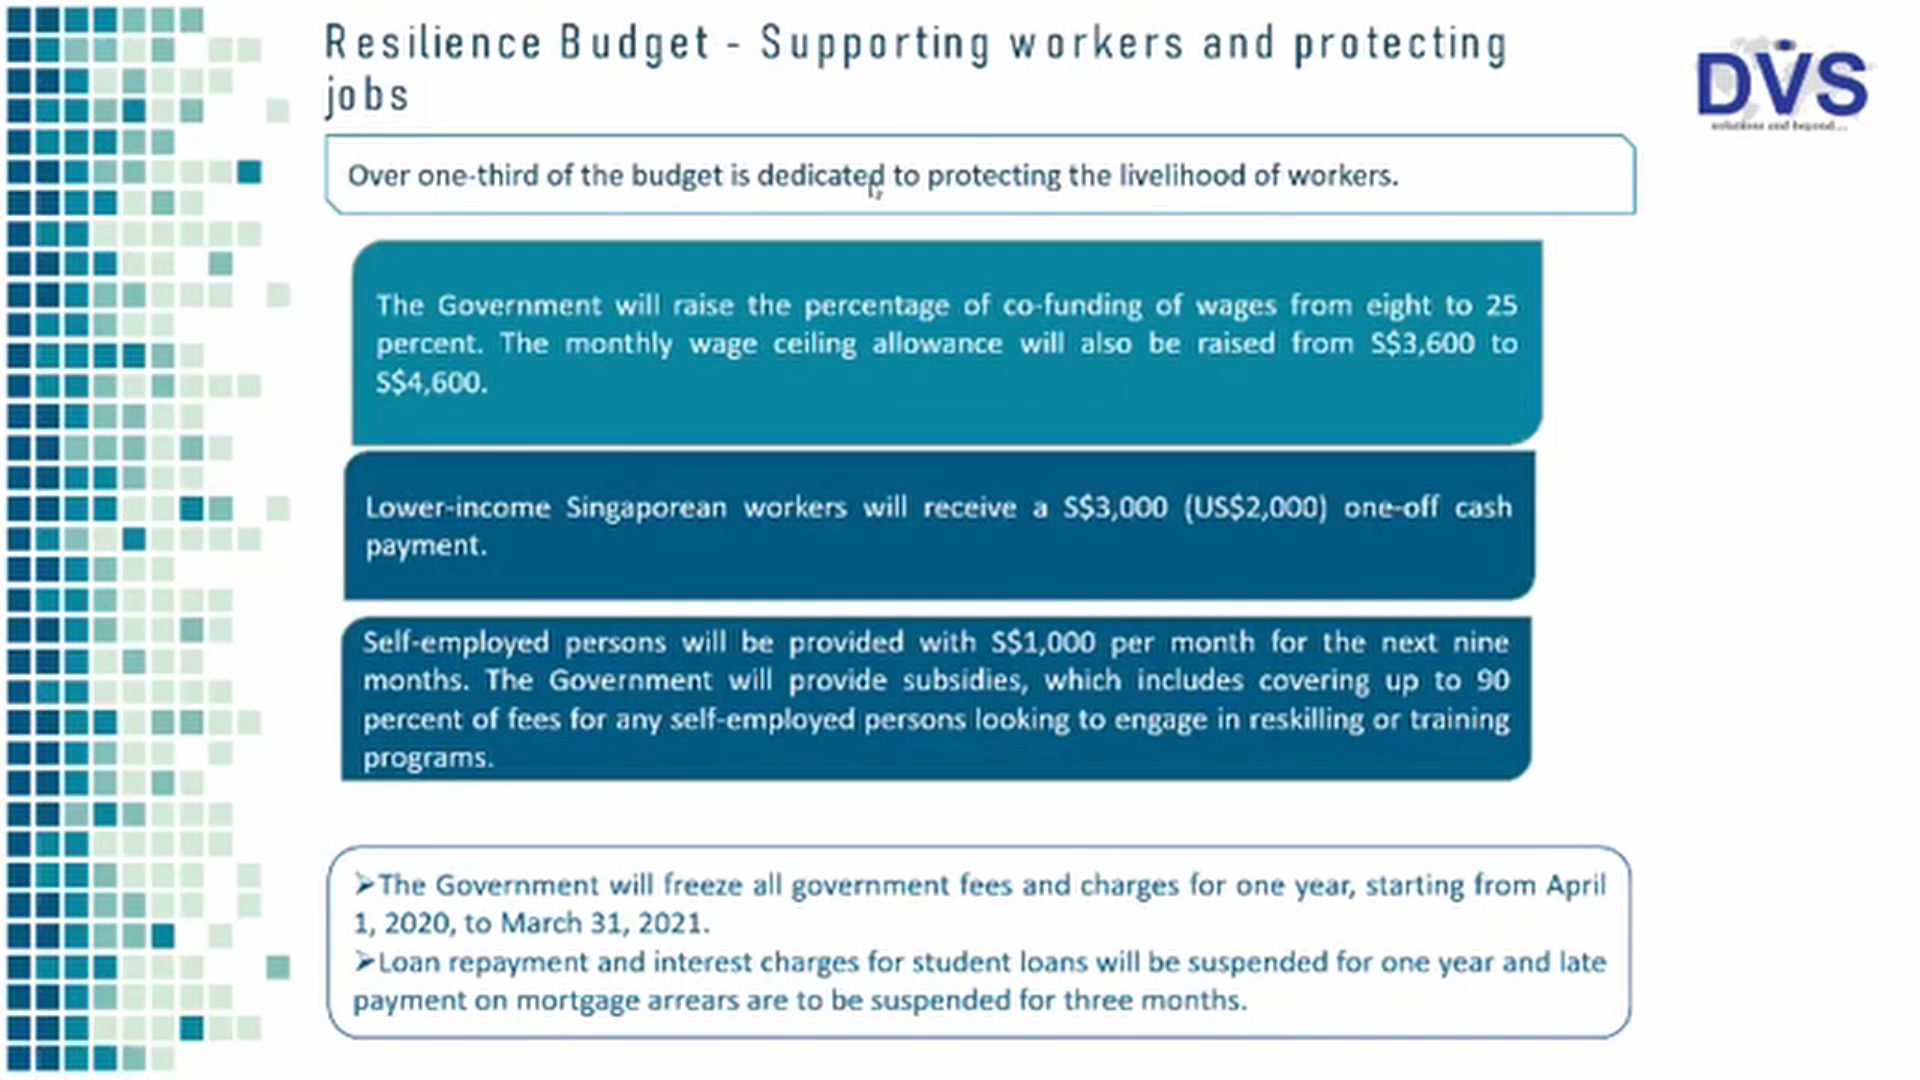 Resilience Budget - Supporting workers and protecting
jobs
DVS
solutions and beyond...
Over one-third of the budget is dedicated to protecting the livelihood of workers.
The Government will raise the percentage of co-funding of wages from eight to 25
percent. The monthly wage ceiling allowance will also be raised from S$3,600 to
S$4,600.
Lower-income Singaporean workers will receive a S$3,000 (US$2,000) one-off cash
payment.
Self-employed persons will be provided with S$1,000 per month for the next nine
months. The Government will provide subsidies, which includes covering up to 90
percent of fees for any self-employed persons looking to engage in reskilling or training
programs.
➢The Government will freeze all government fees and charges for one year, starting from April
1, 2020, to March 31, 2021.
➢Loan repayment and interest charges for student loans will be suspended for one year and late
payment on mortgage arrears are to be suspended for three months.